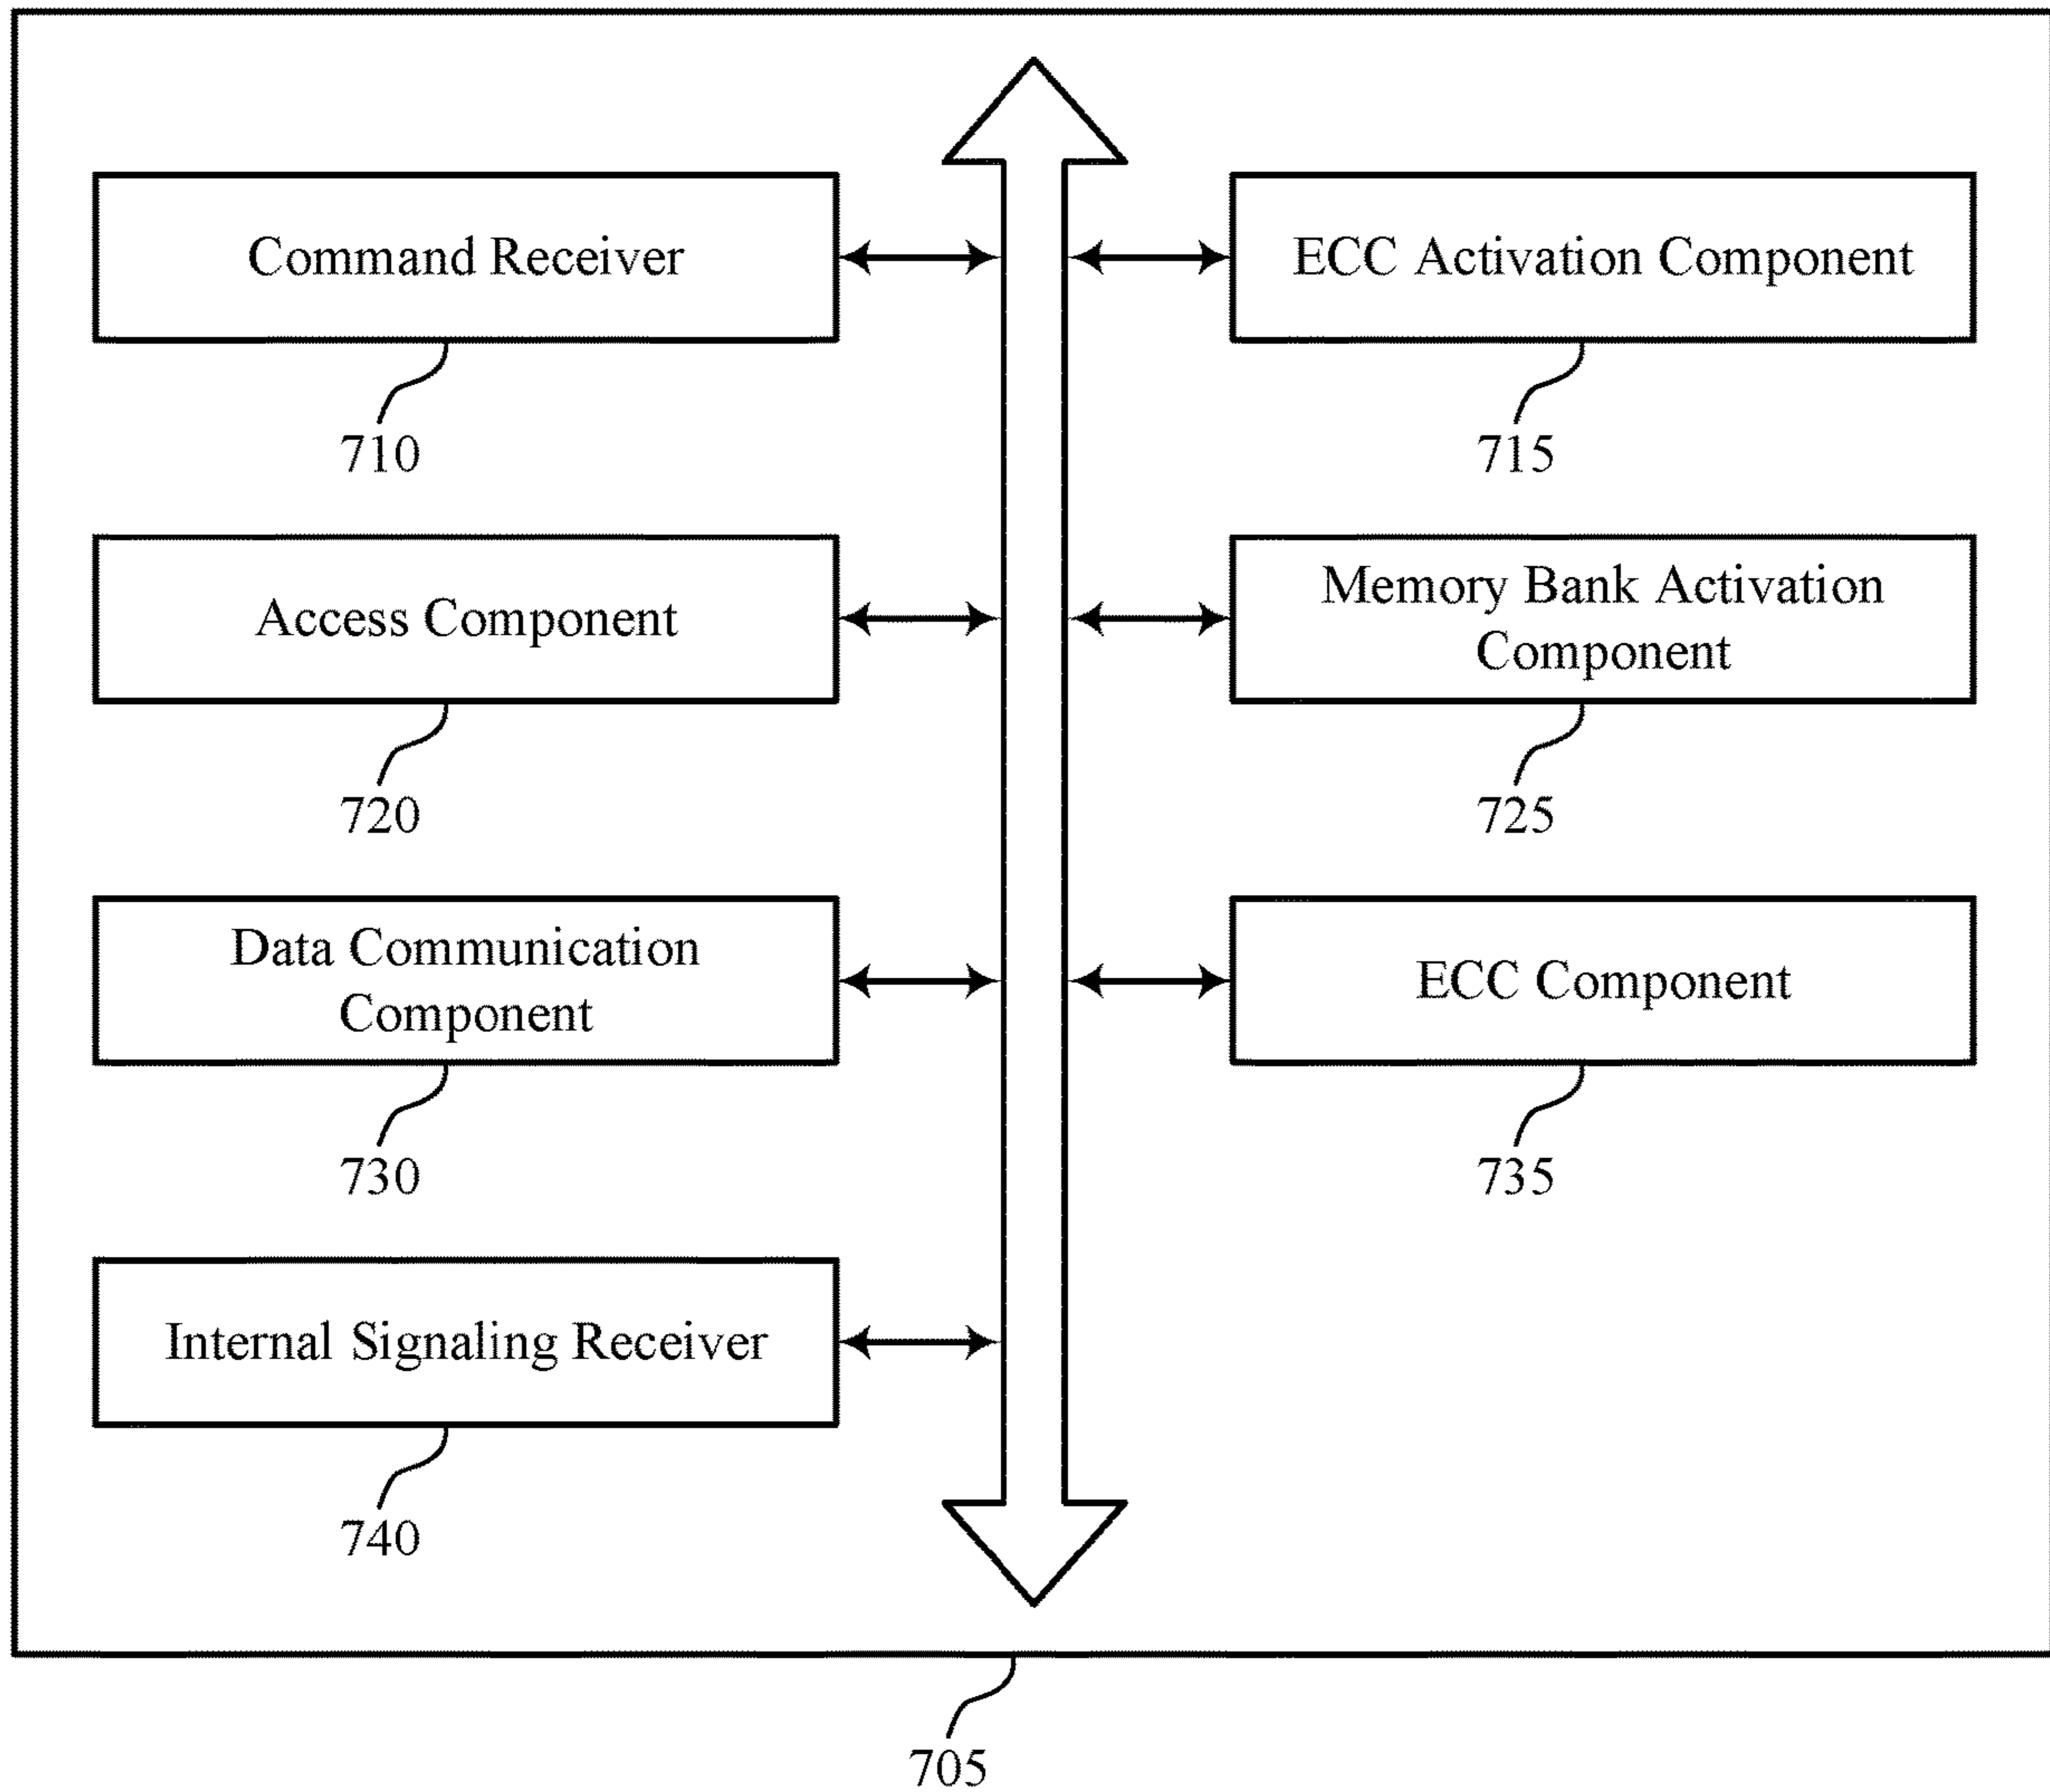 Command Receiver
710
ECC Activation Component
715
Access Component
720
Memory Bank Activation
Component
725
Data Communication
Component
730
ECC Component
735
Internal Signaling Receiver
740
705